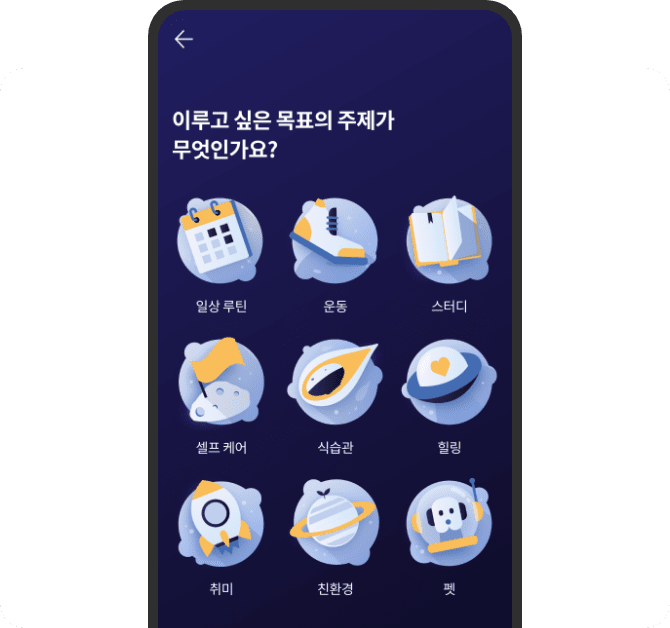 이루고 싶은 목표의 주제가
무엇인가요?
일상 루틴
운동
스터디
셀프 케어
식습관
힐링
취미
친환경
펫